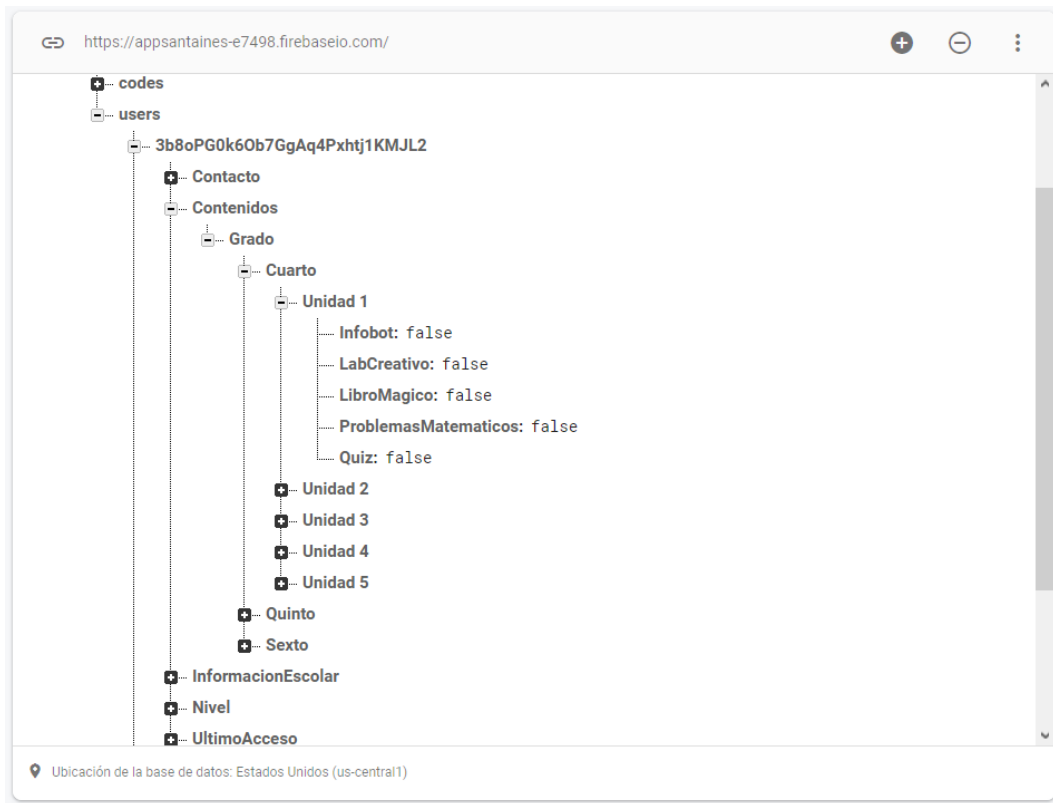 https://appsantaines-e7498.firebaseio.com/
codes
users
3b8oPG0k6Ob7GgAq4Pxhtj1KMJL2
Contacto
Contenidos
Grado
Cuarto
Unidad 1
Infobot: false
LabCreativo: false
LibroMagico: false
ProblemasMatematicos: false
Quiz: false
Unidad 2
Unidad 3
Unidad 4
Unidad 5
Quinto
Sexto
InformacionEscolar
Nivel
UltimoAcceso
Ubicación de la base de datos: Estados Unidos (us-central1)